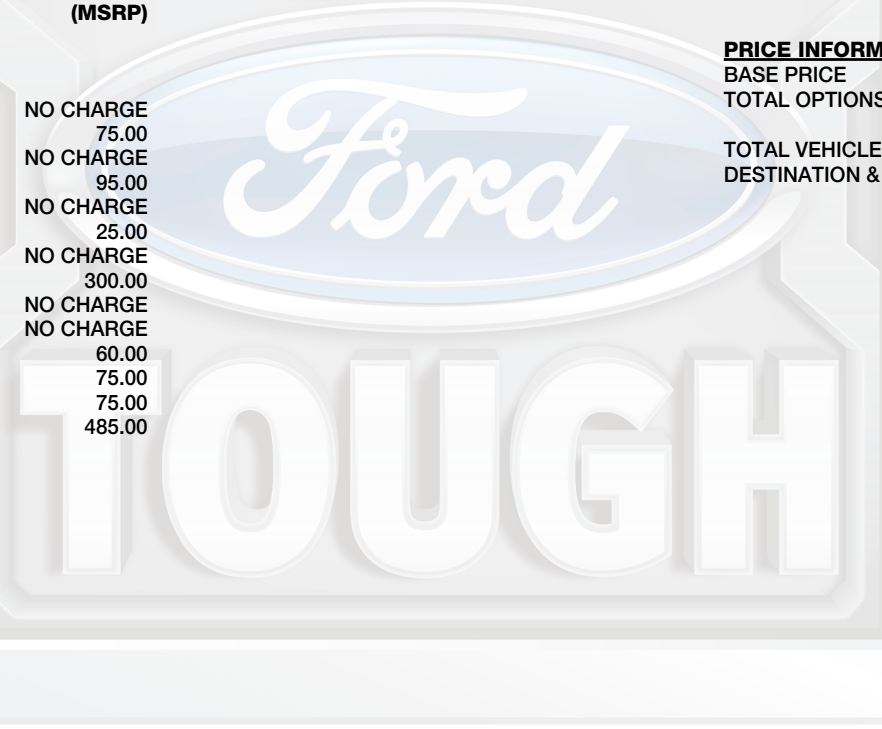 (MSRP)
NO CHARGE
75.00
NO CHARGE
95.00
NO CHARGE
25.00
NO CHARGE
300.00
NO CHARGE
NO CHARGE
60.00
75.00
75.00
485.00
PRICE INFORM
BASE PRICE
TOTAL OPTIONS
TOTAL VEHICLE
DESTINATION &
Ford
TOUGH